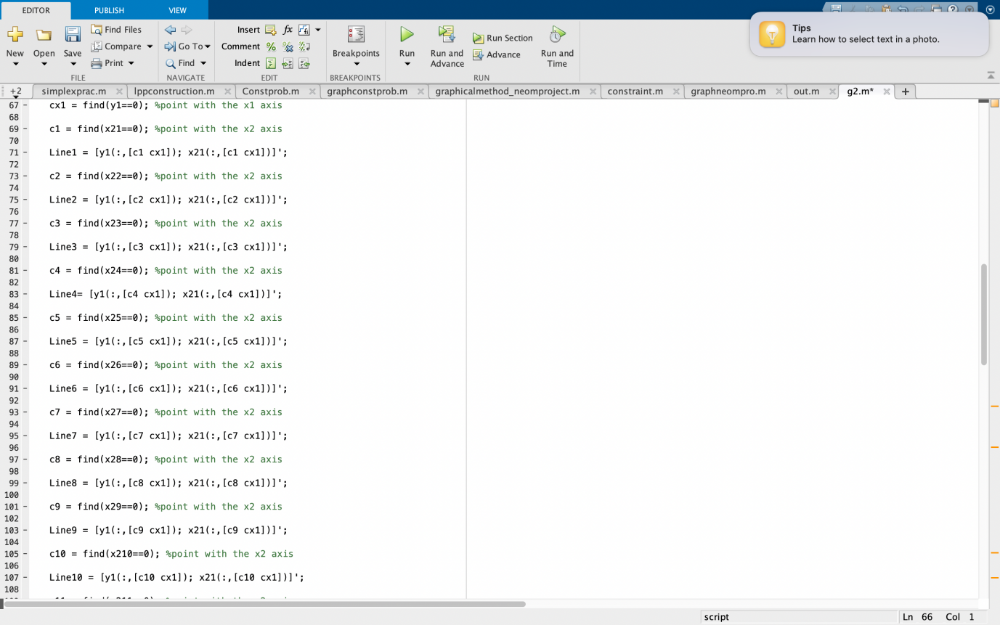 EDITOR PUBLISH VIEW
Tips
Learn how to select text in a photo.
New Open Save
Find Files
Compare
Print
FILE
Go To
Find
NAVIGATE
Insert fx
Comment
Indent
EDIT
Breakpoints
BREAKPOINTS
Run
Run and Advance
Run Section
Advance
Run and Time
RUN
+2 simplexprac.m lppconstruction.m Constprob.m graphconstprob.m graphicalmethod_neomproject.m constraint.m graphneompro.m out.m g2.m* +
67 - cx1 = find(y1==0); %point with the x1 axis
68
69 - c1 = find(x21==0); %point with the x2 axis
70
71 - Line1 = [y1(:,[c1 cx1]); x21(:,[c1 cx1])]';
72
73 - c2 = find(x22==0); %point with the x2 axis
74
75 - Line2 = [y1(:,[c2 cx1]); x21(:,[c2 cx1])]';
76
77 - c3 = find(x23==0); %point with the x2 axis
78
79 - Line3 = [y1(:,[c3 cx1]); x21(:,[c3 cx1])]';
80
81 - c4 = find(x24==0); %point with the x2 axis
82
83 - Line4= [y1(:,[c4 cx1]); x21(:,[c4 cx1])]';
84
85 - c5 = find(x25==0); %point with the x2 axis
86
87 - Line5 = [y1(:,[c5 cx1]); x21(:,[c5 cx1])]';
88
89 - c6 = find(x26==0); %point with the x2 axis
90
91 - Line6 = [y1(:,[c6 cx1]); x21(:,[c6 cx1])]';
92
93 - c7 = find(x27==0); %point with the x2 axis
94
95 - Line7 = [y1(:,[c7 cx1]); x21(:,[c7 cx1])]';
96
97 - c8 = find(x28==0); %point with the x2 axis
98
99 - Line8 = [y1(:,[c8 cx1]); x21(:,[c8 cx1])]';
100
101 - c9 = find(x29==0); %point with the x2 axis
102
103 - Line9 = [y1(:,[c9 cx1]); x21(:,[c9 cx1])]';
104
105 - c10 = find(x210==0); %point with the x2 axis
106
107 - Line10 = [y1(:,[c10 cx1]); x21(:,[c10 cx1])]';
108
script Ln 66 Col 1